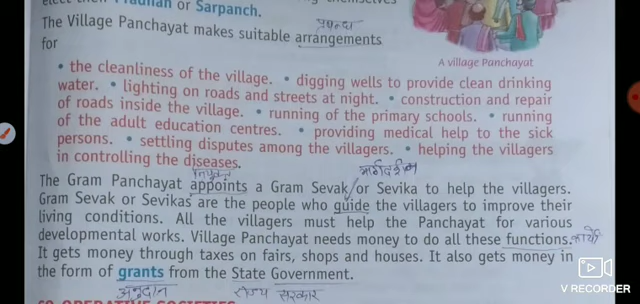 elect their Pradhan or Sarpanch.
प्रबन्ध
The Village Panchayat makes suitable arrangements
for
A village Panchayat
• the cleanliness of the village. • digging wells to provide clean drinking
water. • lighting on roads and streets at night. • construction and repair
of roads inside the village. • running of the primary schools. • running
of the adult education centres. • providing medical help to the sick
persons. • settling disputes among the villagers. • helping the villagers
in controlling the diseases.
नियुक्त
The Gram Panchayat appoints a Gram Sevak/or Sevika to help the villagers.
Gram Sevak or Sevikas are the people who guide the villagers to improve their
living conditions. All the villagers must help the Panchayat for various
developmental works. Village Panchayat needs money to do all these functions. कार्यो
It gets money through taxes on fairs, shops and houses. It also gets money in
the form of grants from the State Government.
अनुदान राज्य सरकार
V RECORDER